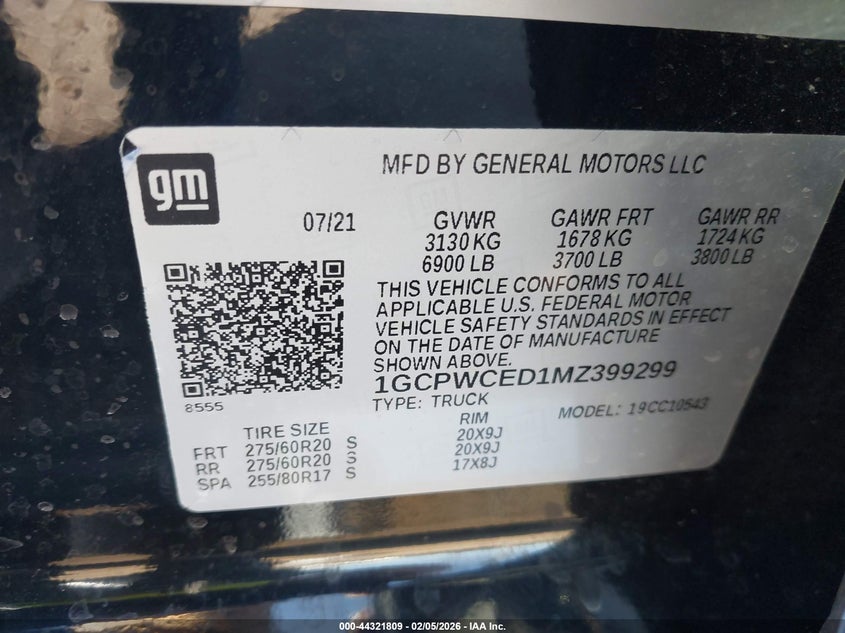 gm
MFD BY GENERAL MOTORS LLC
07/21
GVWR
3130 KG
6900 LB
GAWR FRT
1678 KG
3700 LB
GAWR RR
1724 KG
3800 LB
THIS VEHICLE CONFORMS TO ALL
APPLICABLE U.S. FEDERAL MOTOR
VEHICLE SAFETY STANDARDS IN EFFECT
ON THE DATE OF MANUFACTURE
SHOWN ABOVE.
1GCPWCED1MZ399299
8555
TYPE: TRUCK
MODEL: 19CC10543
TIRE SIZE
RIM
FRT 275/60R20 S 20X9J
RR 275/60R20 S 20X9J
SPA 255/80R17 S 17X8J
000-44321809 — 02/05/2026 — IAA Inc.